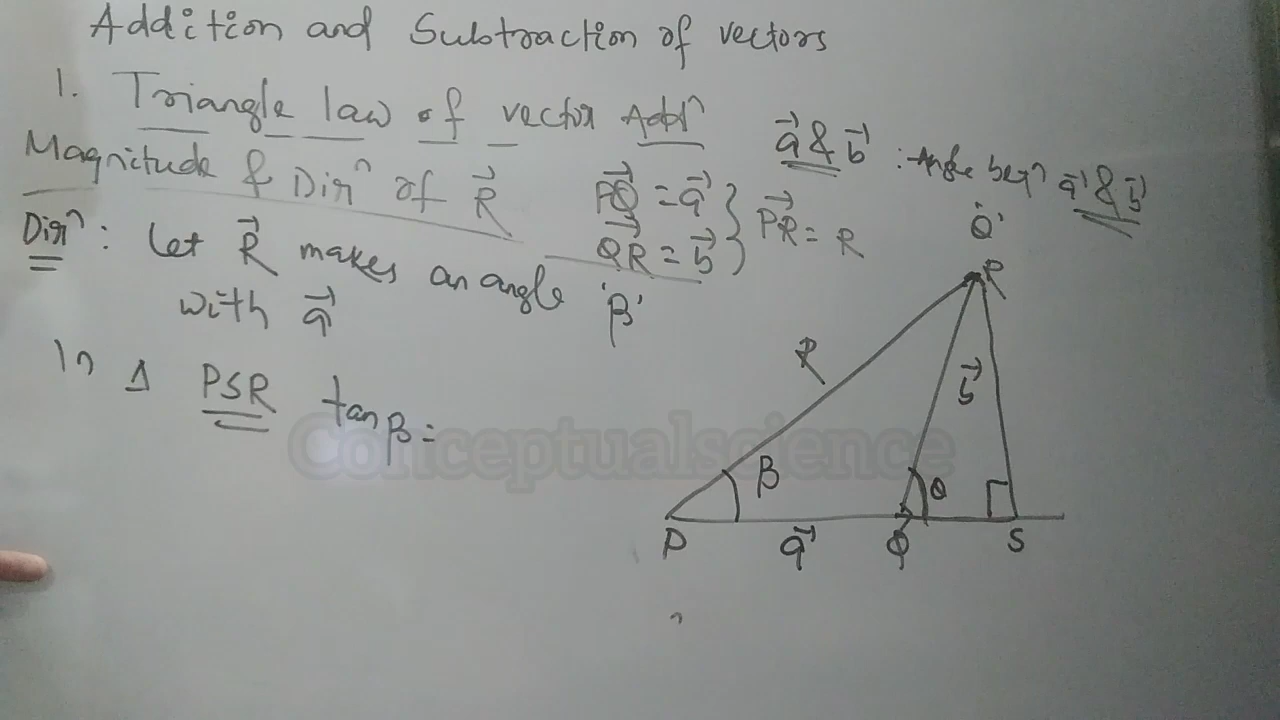 Addition and Subtraction of vectors
1. Triangle law of vector Addⁿ
a⃗ & b⃗ : Angle betⁿ a⃗ & b⃗
'θ'
Magnitude & Dirⁿ of R⃗
PQ⃗ = a⃗
QR⃗ = b⃗
} PR⃗ = R
Dirⁿ: Let R⃗ makes an angle 'β'
with a⃗
In Δ PSR tanβ =
R
R
b⃗
β
θ
P
a⃗
Q
S
Conceptualscience